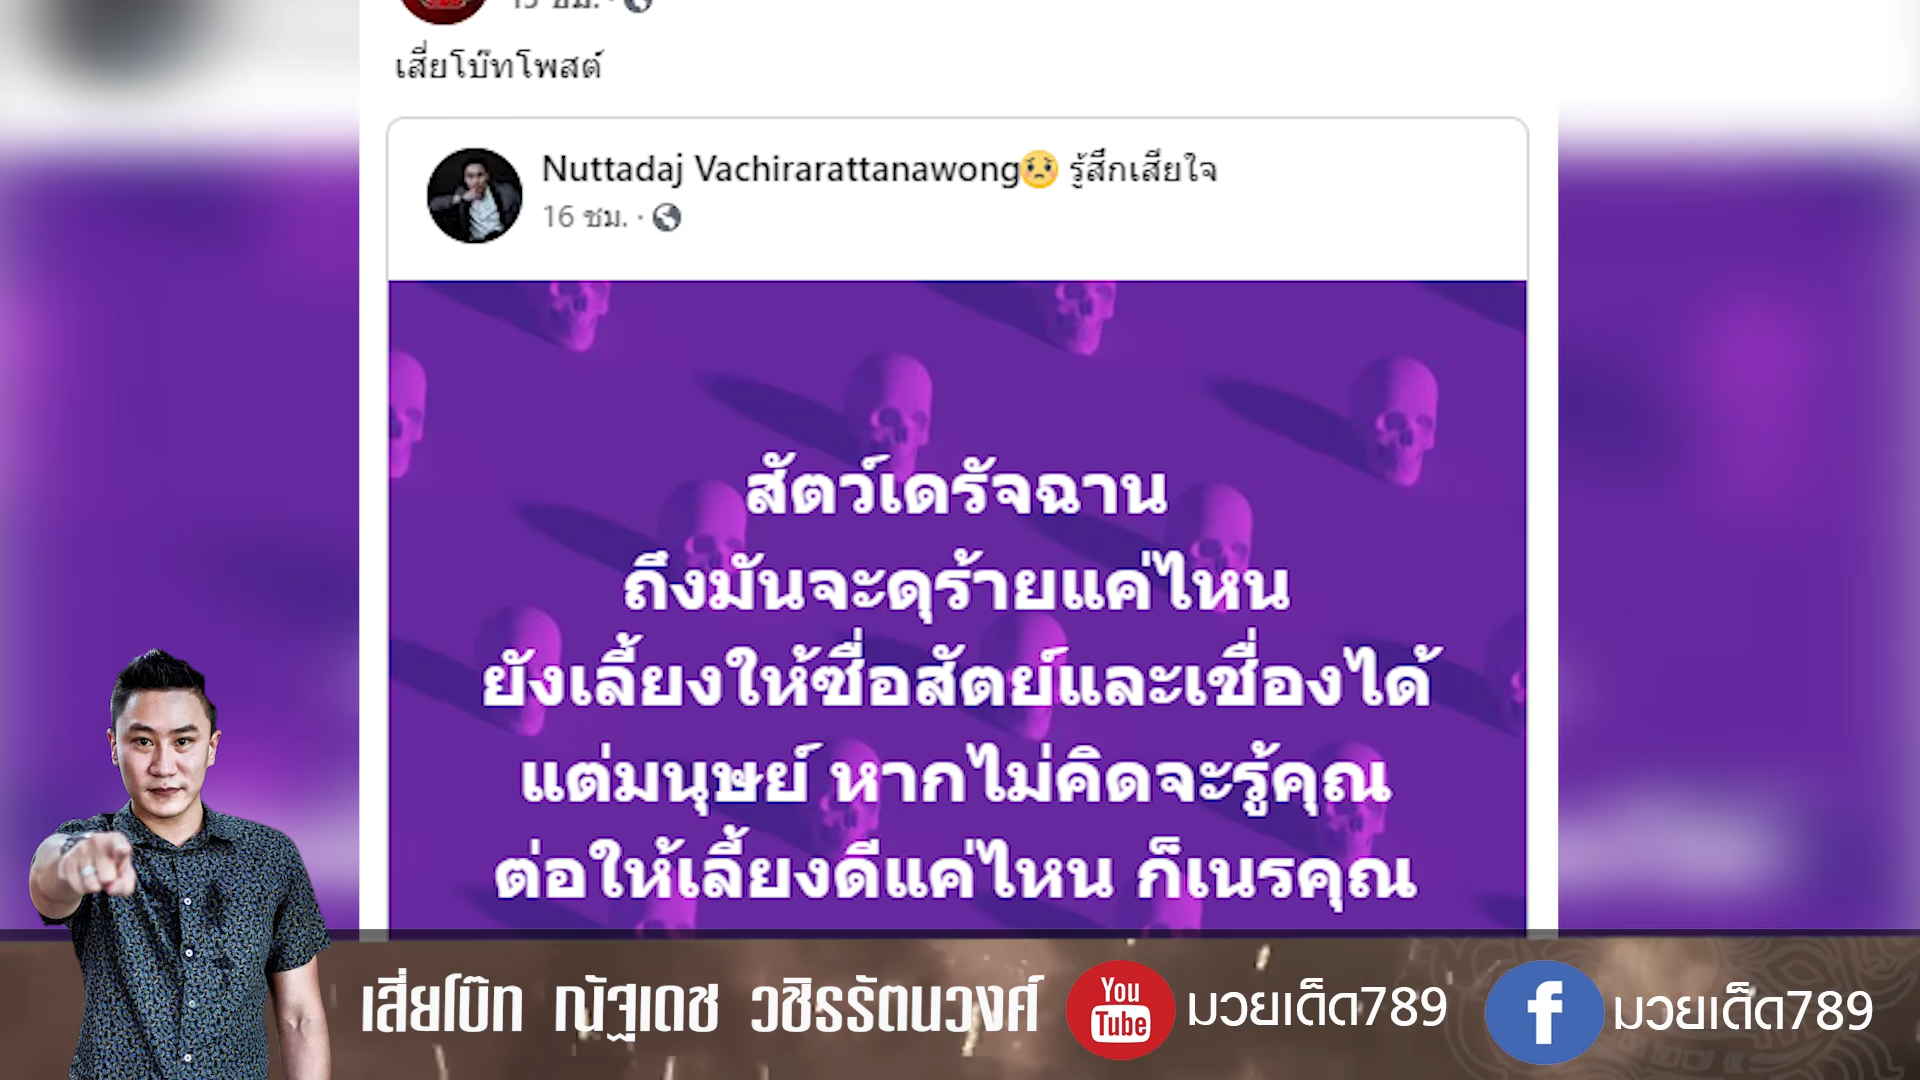 เสี่ยโบ๊ทโพสต์
Nuttadaj Vachirarattanawong รู้สึกเสียใจ
16 ชม. ·
สัตว์เดรัจฉาน
ถึงมันจะดุร้ายแค่ไหน
ยังเลี้ยงให้ซื่อสัตย์และเชื่องได้
แต่มนุษย์ หากไม่คิดจะรู้คุณ
ต่อให้เลี้ยงดีแค่ไหน ก็เนรคุณ
เสี่ยโบ๊ท ณัฐเดช วชิรรัตนวงศ์
You
Tube
มวยเด็ด789
f
มวยเด็ด789